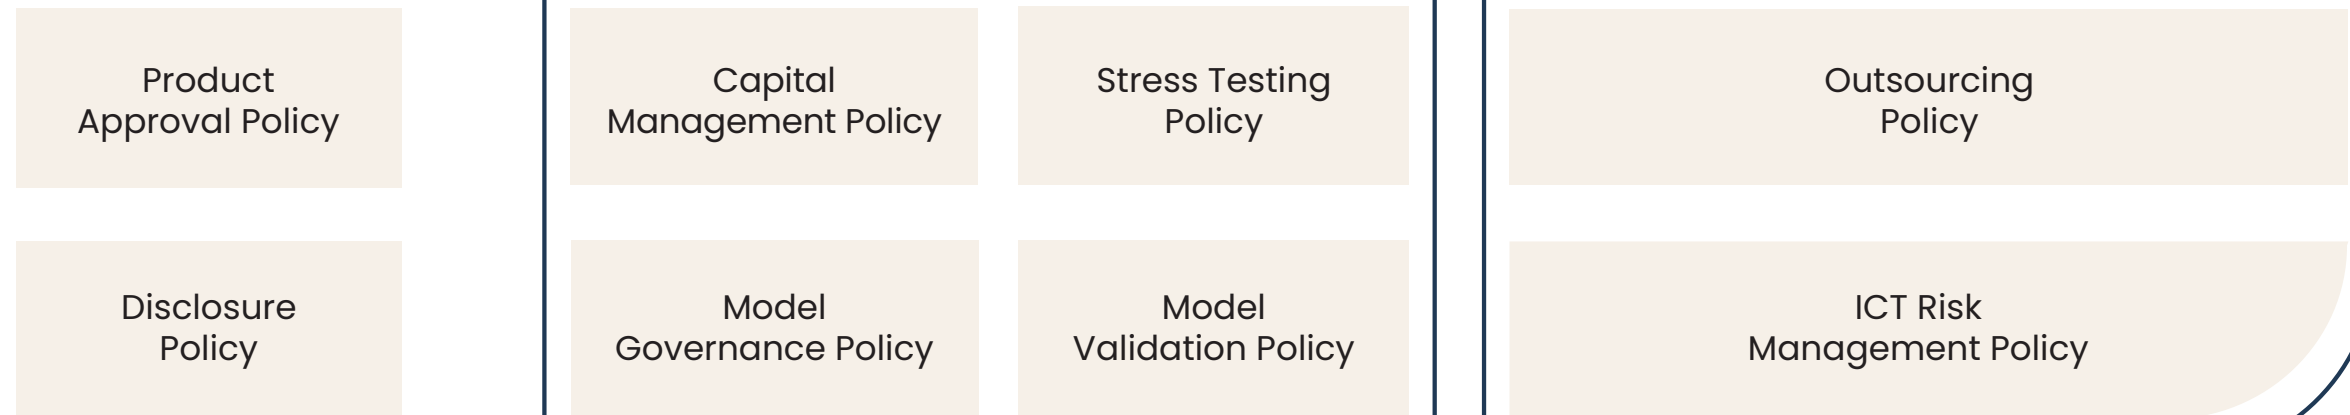 Product
Approval Policy
Capital
Management Policy
Stress Testing
Policy
Outsourcing
Policy
Disclosure
Policy
Model
Governance Policy
Model
Validation Policy
ICT Risk
Management Policy